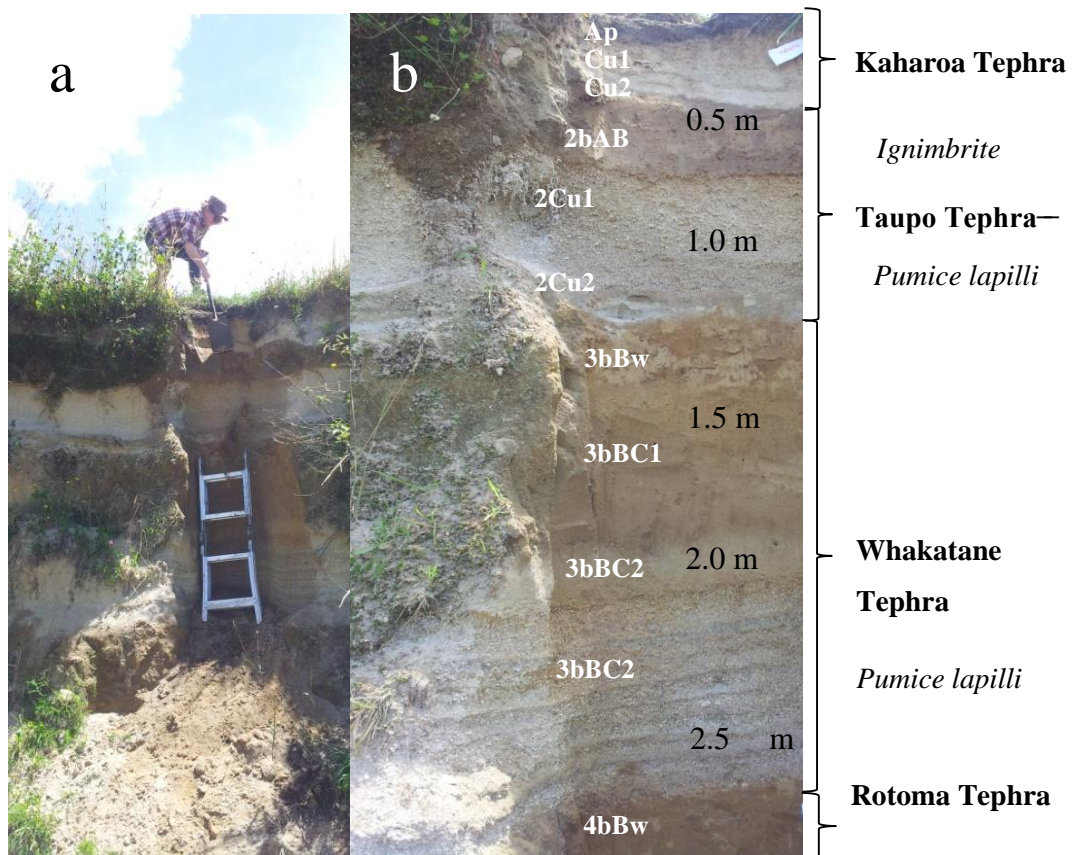 a
b
Ap
Cu1
Cu2
2bAB
2Cu1
2Cu2
3bBw
3bBC1
3bBC2
3bBC2
4bBw
0.5 m
1.0 m
1.5 m
2.0 m
2.5 m
Kaharoa Tephra
Ignimbrite
Taupo Tephra—
Pumice lapilli
Whakatane
Tephra
Pumice lapilli
Rotoma Tephra